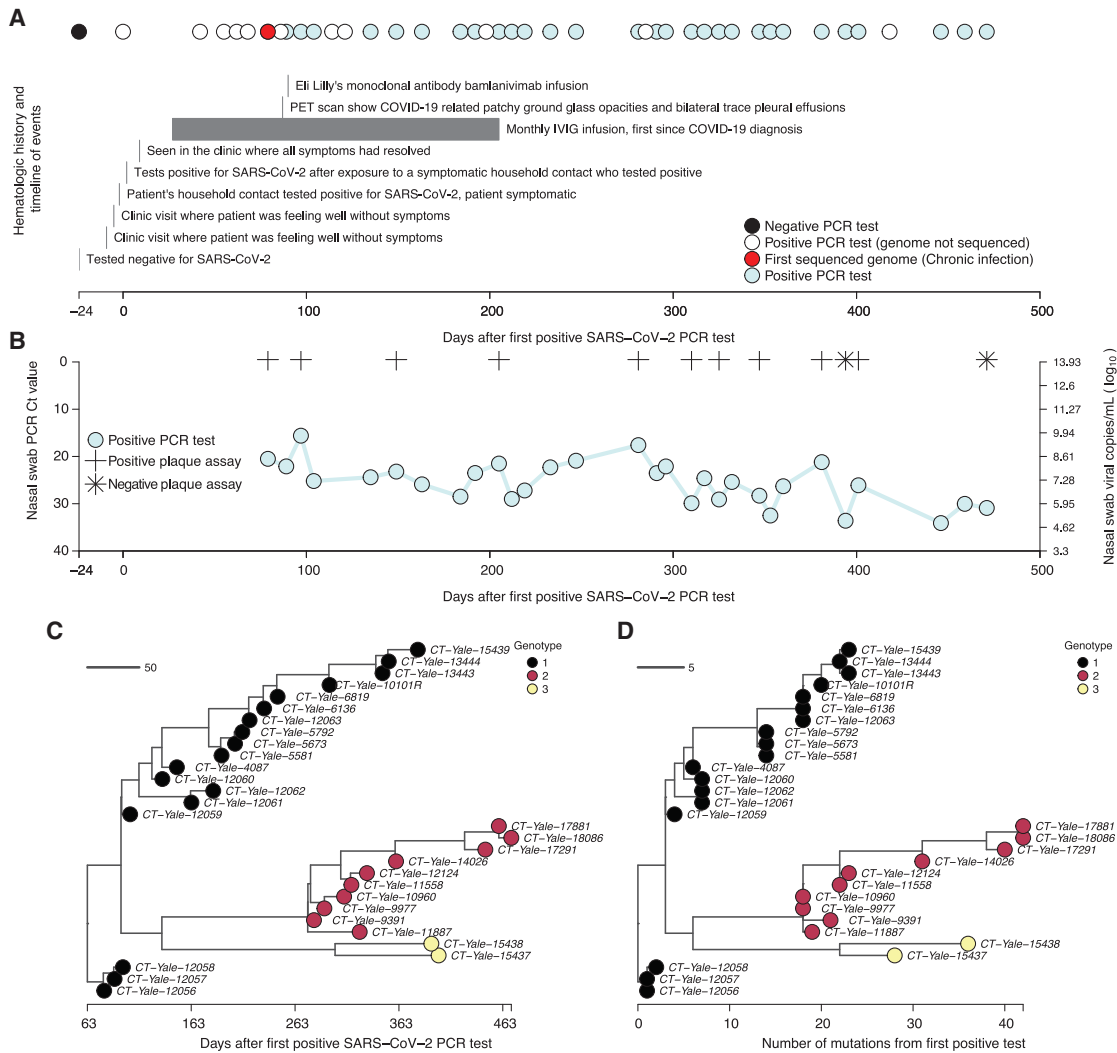 A
Hematologic history and
timeline of events
Eli Lilly's monoclonal antibody bamlanivimab infusion
PET scan show COVID-19 related patchy ground glass opacities and bilateral trace pleural effusions
Monthly IVIG infusion, first since COVID-19 diagnosis
Seen in the clinic where all symptoms had resolved
Tests positive for SARS-CoV-2 after exposure to a symptomatic household contact who tested positive
Patient's household contact tested positive for SARS-CoV-2, patient symptomatic
Clinic visit where patient was feeling well without symptoms
Clinic visit where patient was feeling well without symptoms
Tested negative for SARS-CoV-2
Negative PCR test
Positive PCR test (genome not sequenced)
First sequenced genome (Chronic infection)
Positive PCR test
−24 0 100 200 300 400 500
Days after first positive SARS−CoV−2 PCR test
B
Nasal swab PCR Ct value
0
10
20
30
40
Positive PCR test
Positive plaque assay
Negative plaque assay
13.93
12.6
11.27
9.94
8.61
7.28
5.95
4.62
3.3
Nasal swab viral copies/mL (log10)
−24 0 100 200 300 400 500
Days after first positive SARS−CoV−2 PCR test
C
50
Genotype
1
2
3
CT−Yale−15439
CT−Yale−13444
CT−Yale−13443
CT−Yale−10101R
CT−Yale−6819
CT−Yale−6136
CT−Yale−12063
CT−Yale−5792
CT−Yale−5673
CT−Yale−5581
CT−Yale−4087
CT−Yale−12060
CT−Yale−12062
CT−Yale−12061
CT−Yale−12059
CT−Yale−17881
CT−Yale−18086
CT−Yale−17291
CT−Yale−14026
CT−Yale−12124
CT−Yale−11558
CT−Yale−10960
CT−Yale−9977
CT−Yale−9391
CT−Yale−11887
CT−Yale−15438
CT−Yale−15437
CT−Yale−12058
CT−Yale−12057
CT−Yale−12056
63 163 263 363 463
Days after first positive SARS−CoV−2 PCR test
D
5
Genotype
1
2
3
CT−Yale−15439
CT−Yale−13444
CT−Yale−13443
CT−Yale−10101R
CT−Yale−6819
CT−Yale−6136
CT−Yale−12063
CT−Yale−5792
CT−Yale−5673
CT−Yale−5581
CT−Yale−4087
CT−Yale−12060
CT−Yale−12062
CT−Yale−12061
CT−Yale−12059
CT−Yale−17881
CT−Yale−18086
CT−Yale−17291
CT−Yale−14026
CT−Yale−12124
CT−Yale−11558
CT−Yale−10960
CT−Yale−9977
CT−Yale−9391
CT−Yale−11887
CT−Yale−15438
CT−Yale−15437
CT−Yale−12058
CT−Yale−12057
CT−Yale−12056
0 10 20 30 40
Number of mutations from first positive test